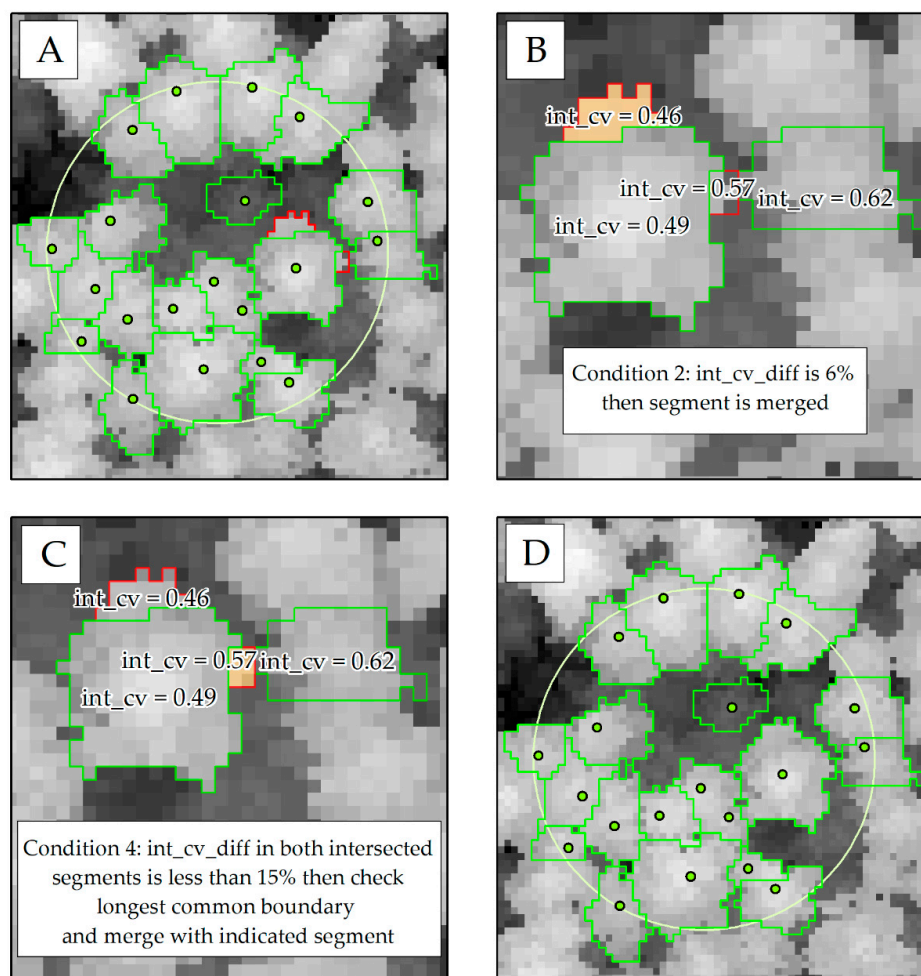 A
B
int_cv = 0.46
int_cv = 0.57
int_cv = 0.62
int_cv = 0.49
Condition 2: int_cv_diff is 6%
then segment is merged
C
int_cv = 0.46
int_cv = 0.57
int_cv = 0.62
int_cv = 0.49
Condition 4: int_cv_diff in both intersected
segments is less than 15% then check
longest common boundary
and merge with indicated segment
D